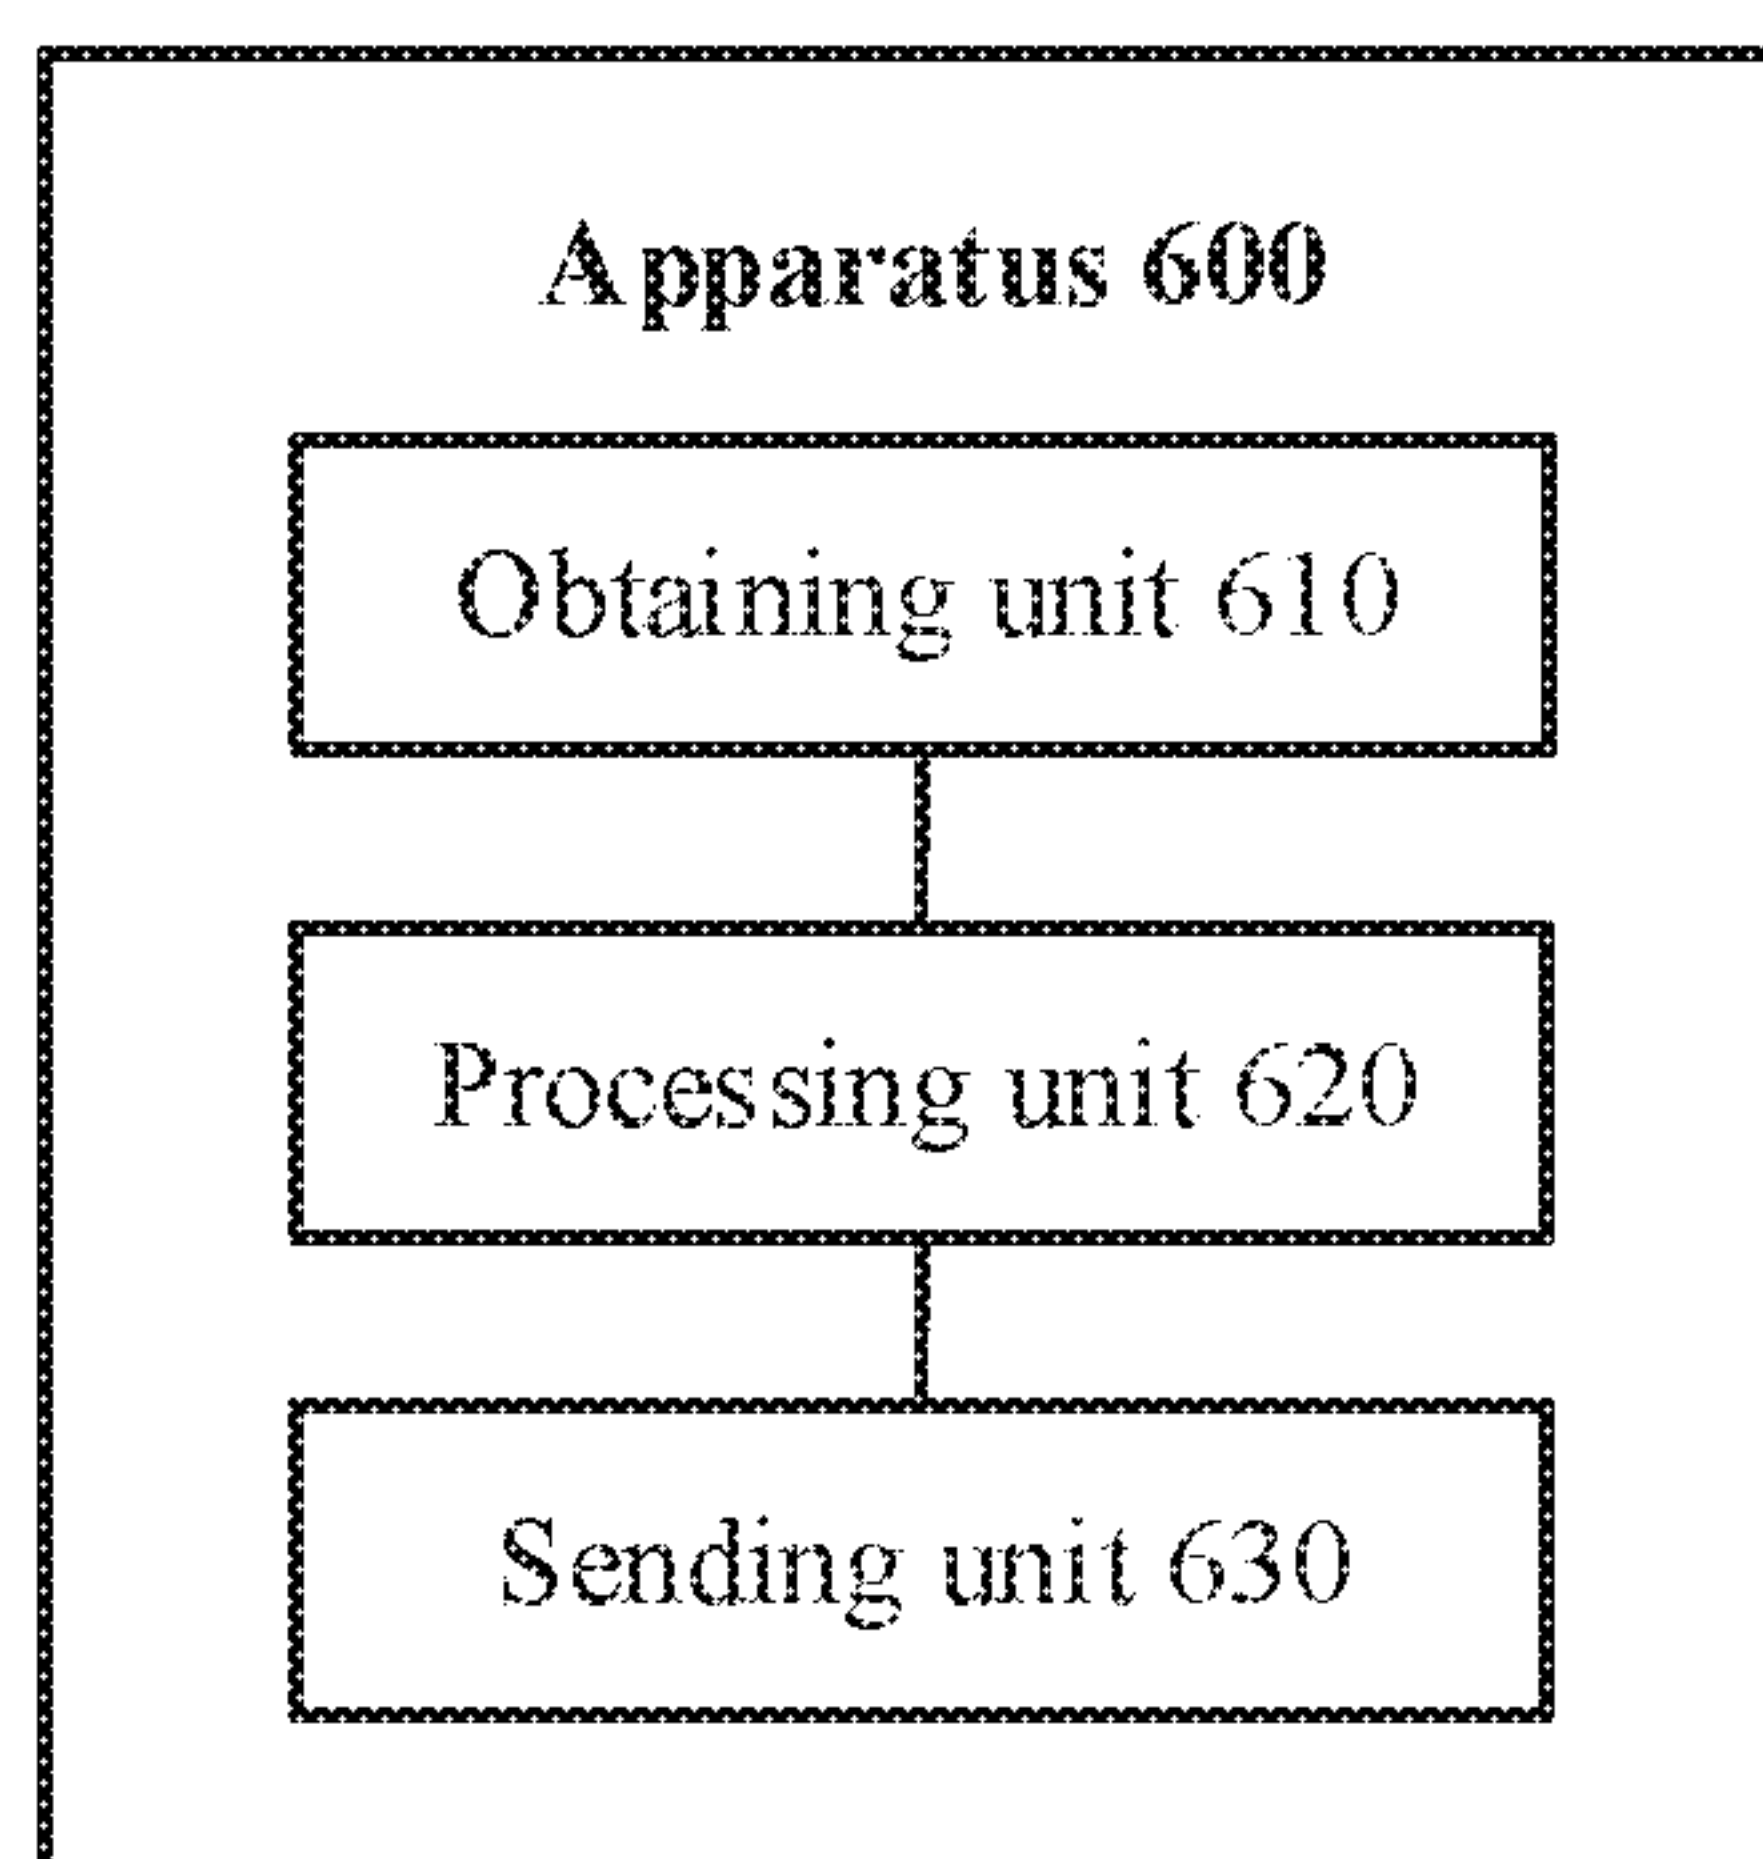 Apparatus 600
Obtaining unit 610
Processing unit 620
Sending unit 630